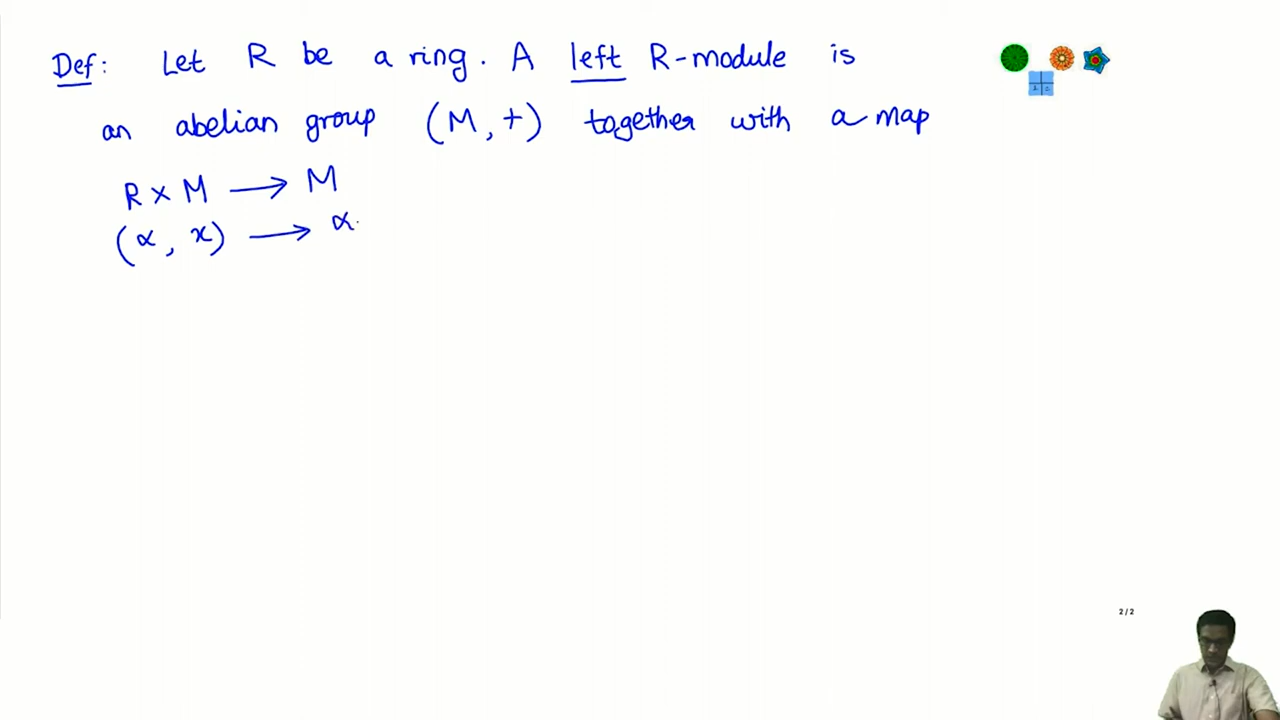 Def: Let R be a ring. A left R-module is
an abelian group (M, +) together with a map
R × M ⟶ M
(α, x) ⟶ α.
2/2